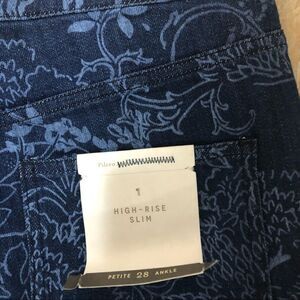 1
HIGH-RISE
SLIM
PETITE 28 ANKLE